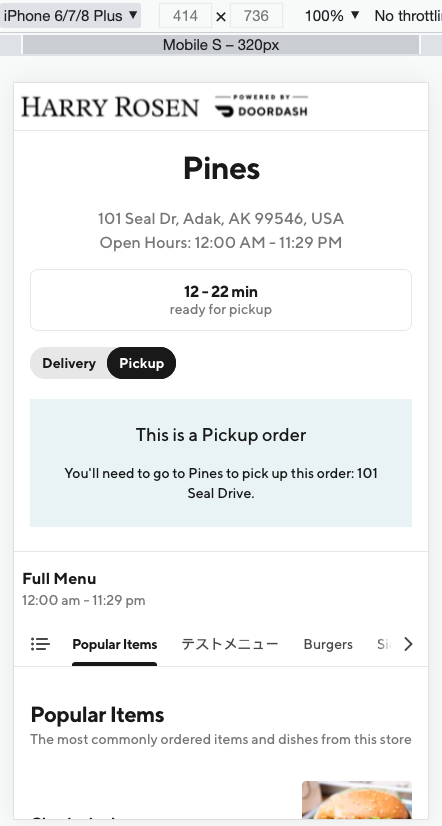 iPhone 6/7/8 Plus ▼ 414 × 736 100% ▼ No throttli
Mobile S – 320px
HARRY ROSEN POWERED BY DOORDASH
Pines
101 Seal Dr, Adak, AK 99546, USA
Open Hours: 12:00 AM - 11:29 PM
12 - 22 min
ready for pickup
Delivery Pickup
This is a Pickup order
You'll need to go to Pines to pick up this order: 101
Seal Drive.
Full Menu
12:00 am - 11:29 pm
Popular Items テストメニュー Burgers
Popular Items
The most commonly ordered items and dishes from this store